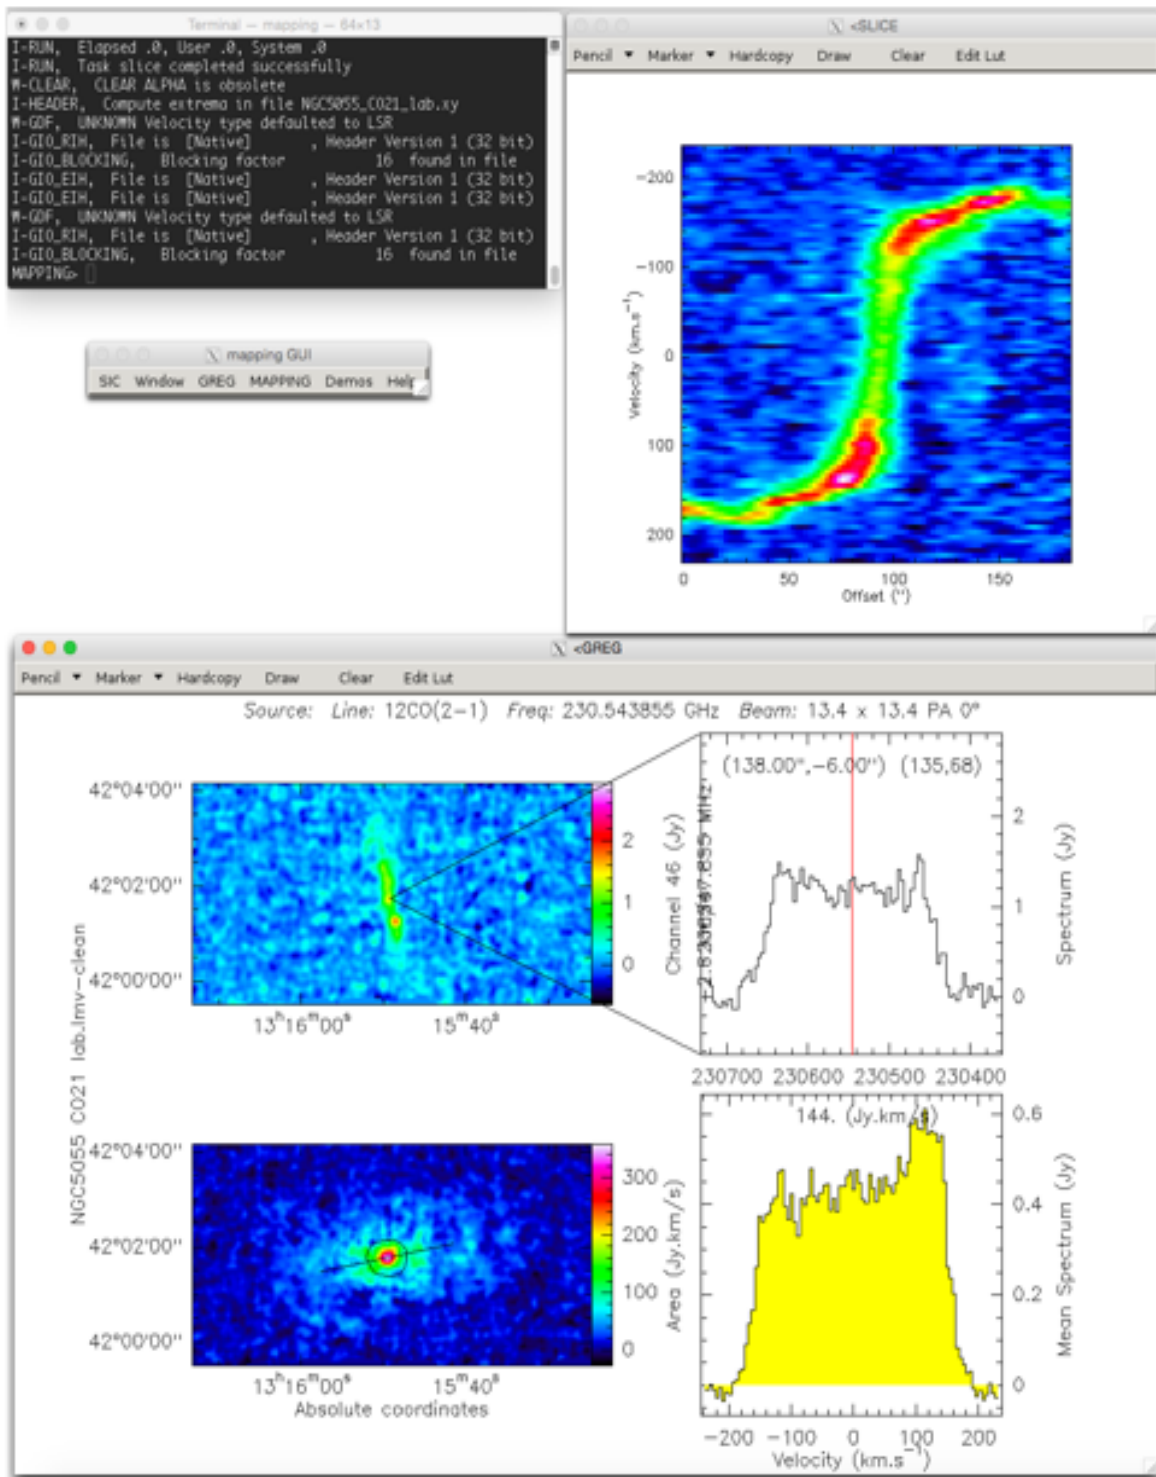 Terminal — mapping — 64×13
I-RUN, Elapsed .0, User .0, System .0
I-RUN, Task slice completed successfully
W-CLEAR, CLEAR ALPHA is obsolete
I-HEADER, Compute extrema in file NGC5055_CO21_lab.xy
W-GDF, UNKNOWN Velocity type defaulted to LSR
I-GIO_RIH, File is [Native] , Header Version 1 (32 bit)
I-GIO_BLOCKING, Blocking factor 16 found in file
I-GIO_EIH, File is [Native] , Header Version 1 (32 bit)
I-GIO_EIH, File is [Native] , Header Version 1 (32 bit)
W-GDF, UNKNOWN Velocity type defaulted to LSR
I-GIO_RIH, File is [Native] , Header Version 1 (32 bit)
I-GIO_BLOCKING, Blocking factor 16 found in file
MAPPING>
mapping GUI
SIC Window GREG MAPPING Demos Help
<SLICE
Pencil Marker Hardcopy Draw Clear Edit Lut
Velocity (km.s⁻¹)
−200
−100
0
100
200
0 50 100 150
Offset ('')
<GREG
Pencil Marker Hardcopy Draw Clear Edit Lut
Source: Line: 12CO(2−1) Freq: 230.543855 GHz Beam: 13.4 x 13.4 PA 0°
NGC5055 CO21 lab.lmv−clean
42°04'00''
42°02'00''
42°00'00''
13ʰ16ᵐ00ˢ 15ᵐ40ˢ
2
1
0
Channel 46 (Jy)
(138.00'',−6.00'') (135,68)
2
1
0
Spectrum (Jy)
230700 230600 230500 230400
42°04'00''
42°02'00''
42°00'00''
13ʰ16ᵐ00ˢ 15ᵐ40ˢ
Absolute coordinates
300
200
100
0
Area (Jy.km/s)
144. (Jy.km/s)
0.6
0.4
0.2
0
Mean Spectrum (Jy)
−200 −100 0 100 200
Velocity (km.s⁻¹)